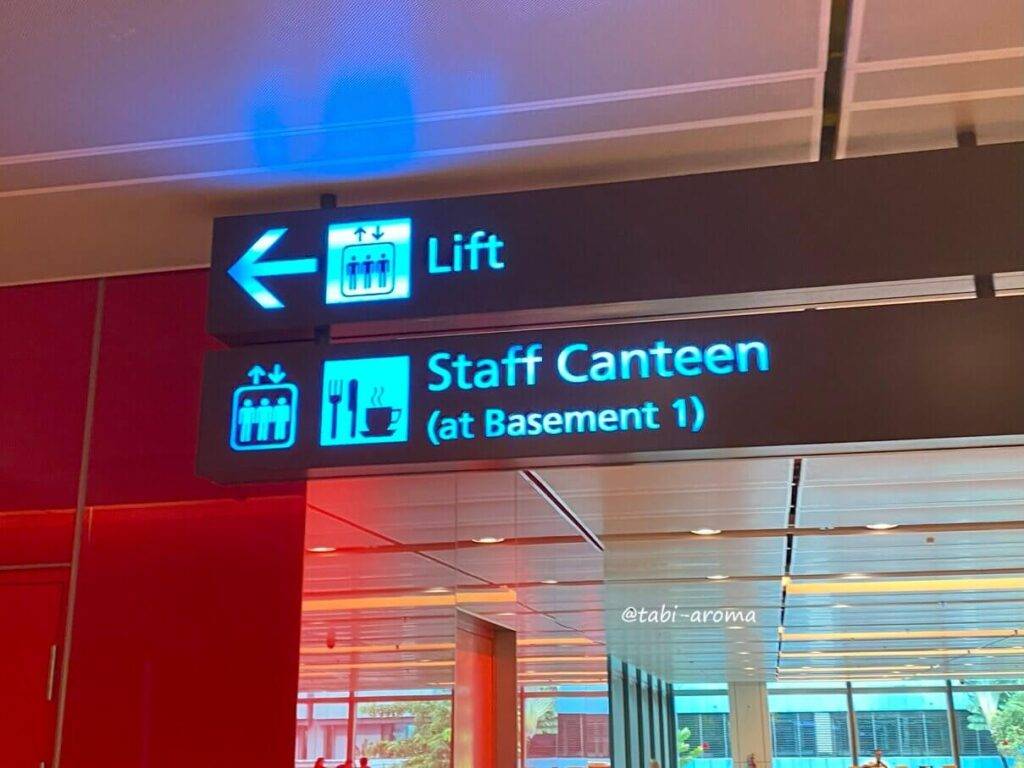 Lift
Staff Canteen
(at Basement 1)
@tabi-aroma